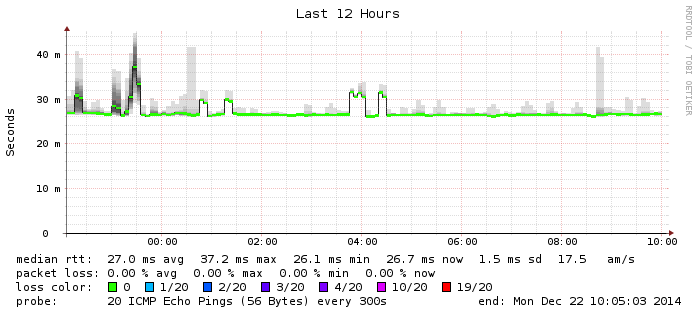 Last 12 Hours
RRDTOOL / TOBI OETIKER
Seconds
40 m
30 m
20 m
10 m
0
00:00 02:00 04:00 06:00 08:00 10:00
median rtt: 27.0 ms avg 37.2 ms max 26.1 ms min 26.7 ms now 1.5 ms sd 17.5 am/s
packet loss: 0.00 % avg 0.00 % max 0.00 % min 0.00 % now
loss color: 0 1/20 2/20 3/20 4/20 10/20 19/20
probe: 20 ICMP Echo Pings (56 Bytes) every 300s end: Mon Dec 22 10:05:03 2014